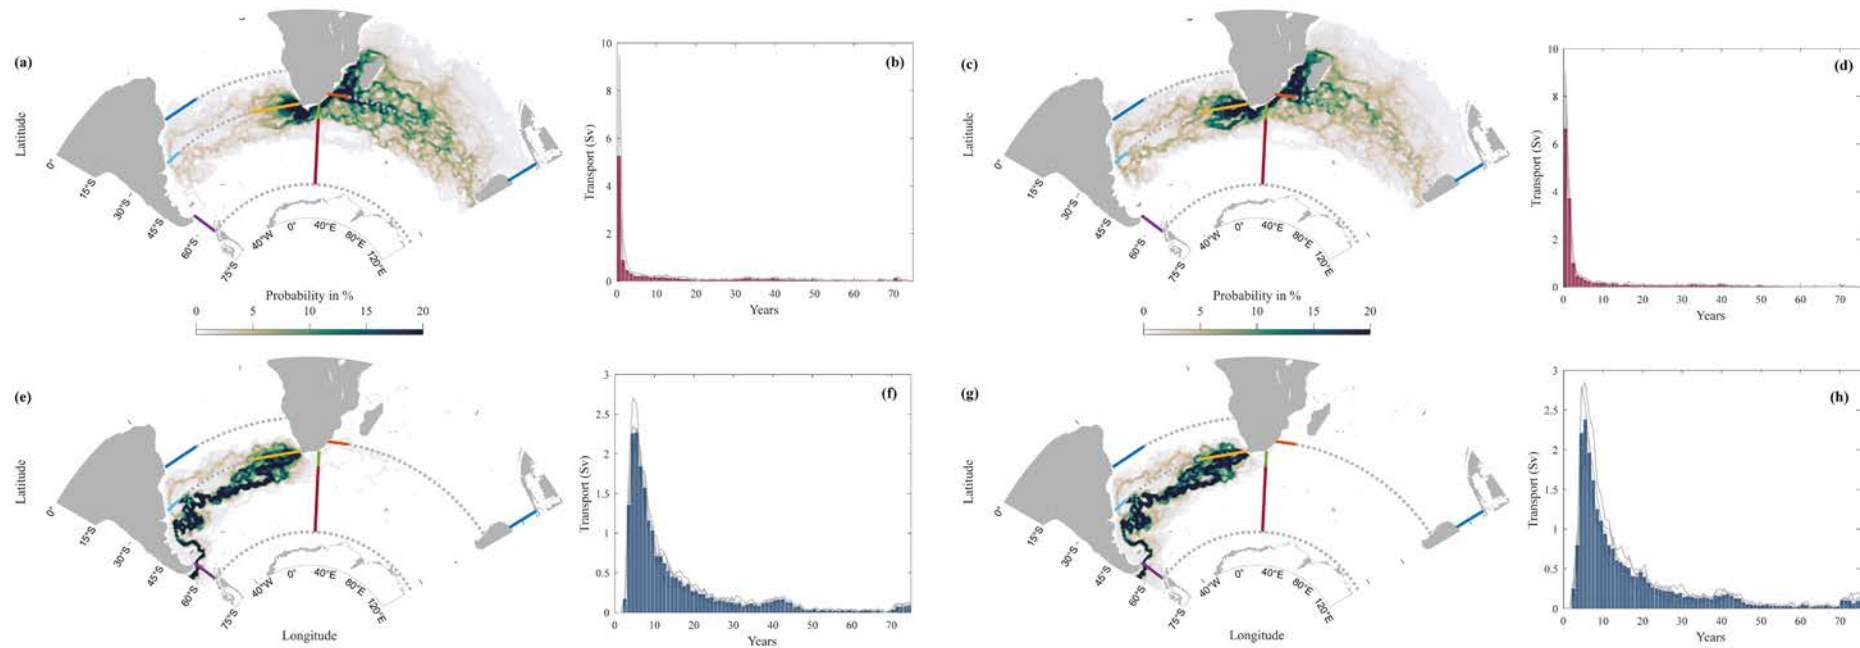 (a)
Latitude
0°
15°S
30°S
45°S
60°S
75°S
40°W
0°
40°E
80°E
120°E
Probability in %
0 5 10 15 20
(b)
Transport (Sv)
10
8
6
4
2
0
0 10 20 30 40 50 60 70
Years
(c)
Latitude
0°
15°S
30°S
45°S
60°S
75°S
40°W
0°
40°E
80°E
120°E
Probability in %
0 5 10 15 20
(d)
Transport (Sv)
10
8
6
4
2
0
0 10 20 30 40 50 60 70
Years
(e)
Latitude
0°
15°S
30°S
45°S
60°S
75°S
40°W
0°
40°E
80°E
120°E
Longitude
(f)
Transport (Sv)
3
2.5
2
1.5
1
0.5
0
0 10 20 30 40 50 60 70
Years
(g)
Latitude
0°
15°S
30°S
45°S
60°S
75°S
40°W
0°
40°E
80°E
120°E
Longitude
(h)
Transport (Sv)
3
2.5
2
1.5
1
0.5
0
0 10 20 30 40 50 60 70
Years